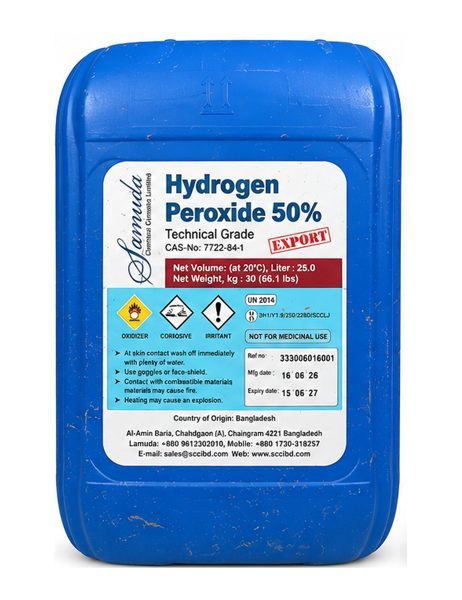 Samuda
Chemical Complex Limited
Hydrogen
Peroxide 50%
Technical Grade
CAS-No: 7722-84-1
EXPORT
Net Volume: (at 20°C), Liter : 25.0
Net Weight, kg : 30 (66.1 lbs)
OXIDIZER
CORROSIVE
IRRITANT
UN 2014
NOT FOR MEDICINAL USE
➤ At skin contact wash off immediately
with plenty of water.
➤ Use goggles or face-shield.
➤ Contact with combustible materials
materials may cause fire.
➤ Heating may cause an explosion.
Ref no : 333006016001
Mfg date : 16 06 26
Expiry date : 15 06 27
Country of Origin: Bangladesh
Al-Amin Baria, Chahdgaon (A), Chaingram 4221 Bangladesh
Lamuda: +880 9612302010, Mobile: +880 1730-318257
E-mail: sales@sccibd.com Web: www.sccibd.com